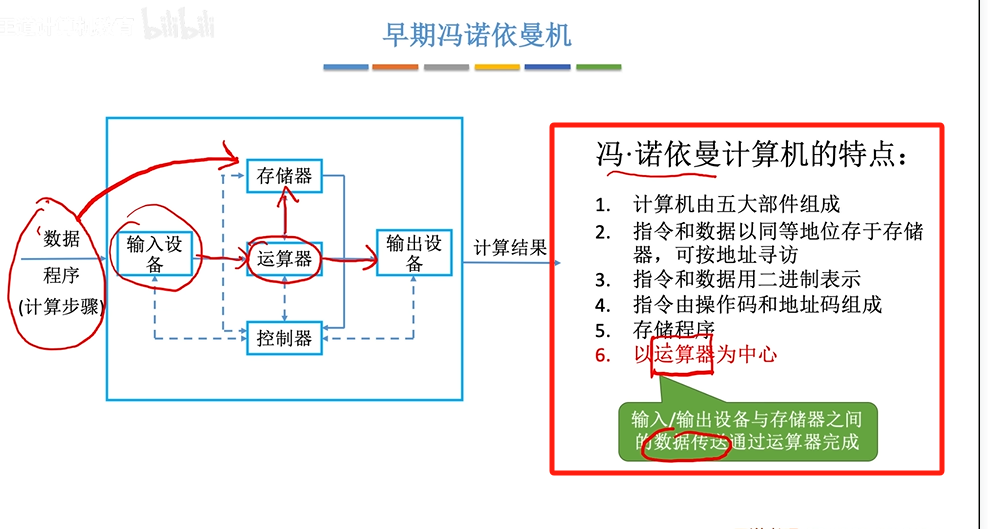 bilibili
早期冯诺依曼机
数据
程序
(计算步骤)
输入设
备
存储器
运算器
控制器
输出设
备
计算结果
冯·诺依曼计算机的特点：
1. 计算机由五大部件组成
2. 指令和数据以同等地位存于存储
器，可按地址寻访
3. 指令和数据用二进制表示
4. 指令由操作码和地址码组成
5. 存储程序
6. 以运算器为中心
输入/输出设备与存储器之间
的数据传送通过运算器完成